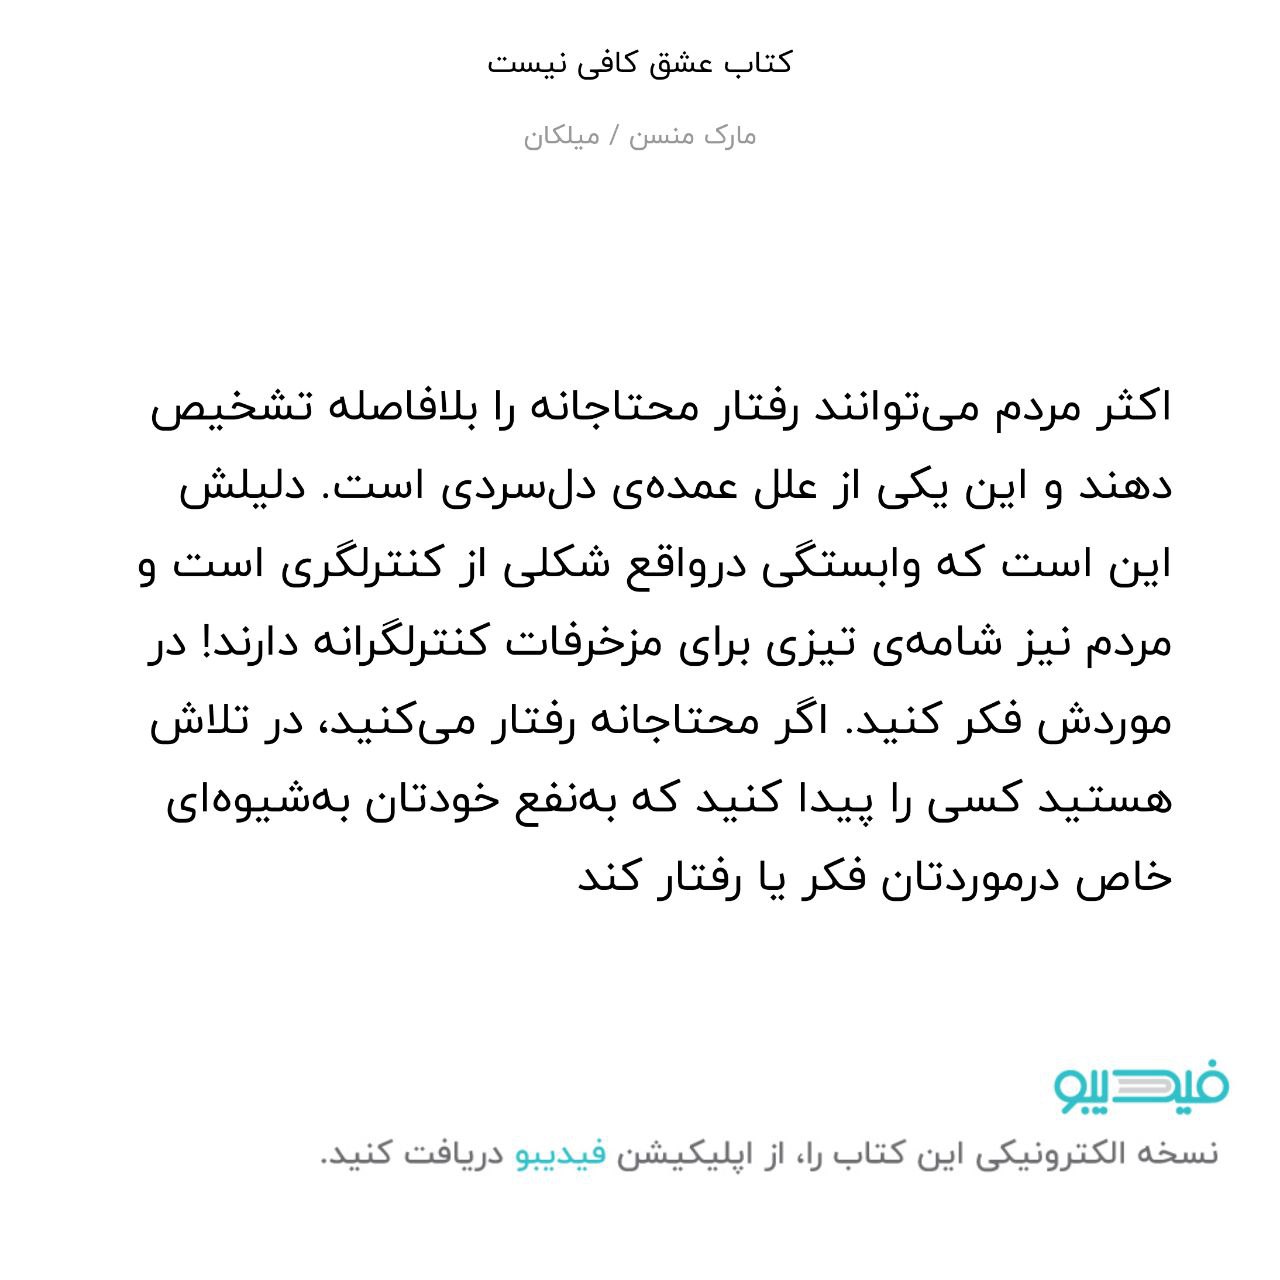 کتاب عشق کافی نیست
مارک منسن / میلکان
اکثر مردم می‌توانند رفتار محتاجانه را بلافاصله تشخیص
دهند و این یکی از علل عمده‌ی دل‌سردی است. دلیلش
این است که وابستگی درواقع شکلی از کنترلگری است و
مردم نیز شامه‌ی تیزی برای مزخرفات کنترلگرانه دارند! در
موردش فکر کنید. اگر محتاجانه رفتار می‌کنید، در تلاش
هستید کسی را پیدا کنید که به‌نفع خودتان به‌شیوه‌ای
خاص درموردتان فکر یا رفتار کند
فیدیبو
نسخه الکترونیکی این کتاب را، از اپلیکیشن فیدیبو دریافت کنید.